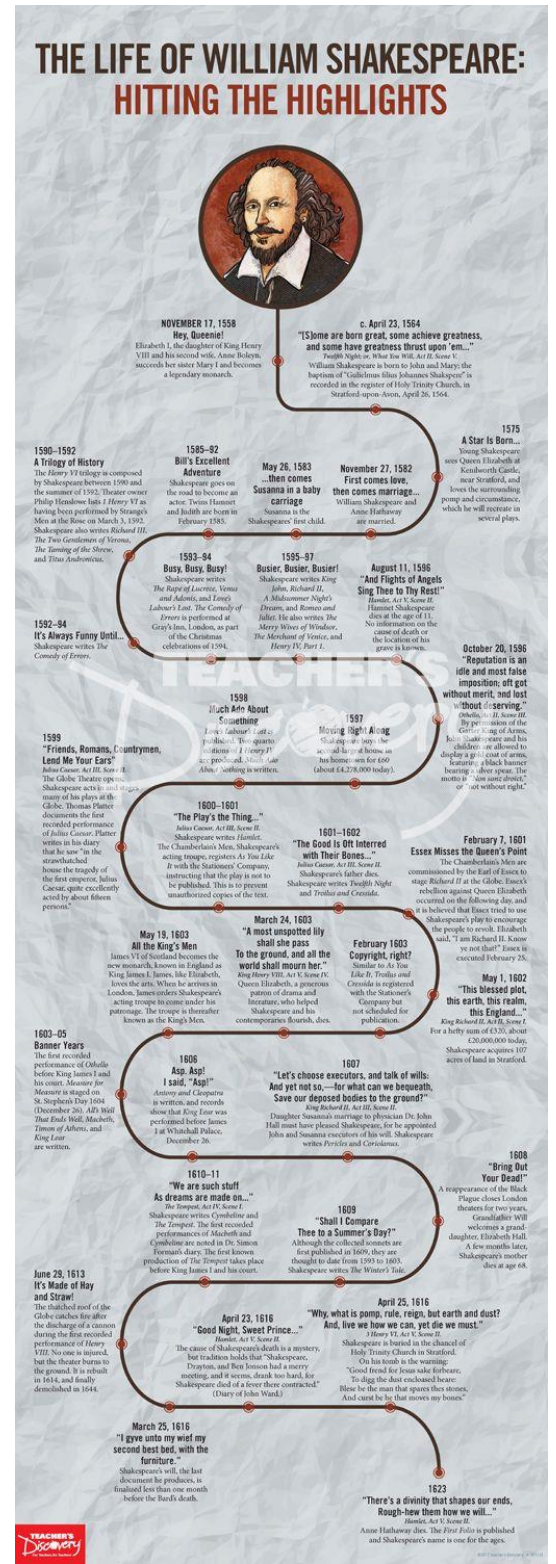 THE LIFE OF WILLIAM SHAKESPEARE:
HITTING THE HIGHLIGHTS
NOVEMBER 17, 1558
Hey, Queenie!
Elizabeth I, the daughter of King Henry
VIII and his second wife, Anne Boleyn,
succeeds her sister Mary I and becomes
a legendary monarch.
c. April 23, 1564
"[S]ome are born great, some achieve greatness,
and some have greatness thrust upon 'em..."
Twelfth Night; or, What You Will, Act II, Scene V.
William Shakespeare is born to John and Mary; the
baptism of "Gulielmus filius Johannes Shakspere" is
recorded in the register of Holy Trinity Church, in
Stratford-upon-Avon, April 26, 1564.
1575
A Star Is Born...
Young Shakespeare
sees Queen Elizabeth at
Kenilworth Castle,
near Stratford, and
loves the surrounding
pomp and circumstance,
which he will recreate in
several plays.
November 27, 1582
First comes love,
then comes marriage...
William Shakespeare and
Anne Hathaway
are married.
May 26, 1583
...then comes
Susanna in a baby
carriage
Susanna is the
Shakespeares' first child.
1585–92
Bill's Excellent
Adventure
Shakespeare goes on
the road to become an
actor. Twins Hamnet
and Judith are born in
February 1585.
1590–1592
A Trilogy of History
The Henry VI trilogy is composed
by Shakespeare between 1590 and
the summer of 1592. Theater owner
Philip Henslowe lists 1 Henry VI as
having been performed by Strange's
Men at the Rose on March 3, 1592.
Shakespeare also writes Richard III,
The Two Gentlemen of Verona,
The Taming of the Shrew,
and Titus Andronicus.
1592–94
It's Always Funny Until...
Shakespeare writes The
Comedy of Errors.
1593–94
Busy, Busy, Busy!
Shakespeare writes
The Rape of Lucrece, Venus
and Adonis, and Love's
Labour's Lost. The Comedy of
Errors is performed at
Gray's Inn, London, as part
of the Christmas
celebrations of 1594.
1595–97
Busier, Busier, Busier!
Shakespeare writes King
John, Richard II,
A Midsummer Night's
Dream, and Romeo and
Juliet. He also writes The
Merry Wives of Windsor,
The Merchant of Venice, and
Henry IV, Part 1.
August 11, 1596
"And Flights of Angels
Sing Thee to Thy Rest!"
Hamlet, Act V, Scene II.
Hamnet Shakespeare
dies at the age of 11.
No information on the
cause of death or
the location of his
grave is known.
October 20, 1596
"Reputation is an
idle and most false
imposition; oft got
without merit, and lost
without deserving."
Othello, Act II, Scene III.
By permission of the
Garter King of Arms,
John Shakespeare and his
children are allowed to
display a gold coat of arms,
featuring a black banner
bearing a silver spear. The
motto is "Non sanz droict,"
or "not without right."
1597
Moving Right Along
Shakespeare buys the
second-largest house in
his hometown for £60
(about £4,278,000 today).
1598
Much Ado About
Something
Love's Labour's Lost is
published. Two quarto
editions of 1 Henry IV
are produced. Much Ado
About Nothing is written.
1599
"Friends, Romans, Countrymen,
Lend Me Your Ears"
Julius Caesar, Act III, Scene II.
The Globe Theatre opens.
Shakespeare acts in and stages
many of his plays at the
Globe. Thomas Platter
documents the first
recorded performance
of Julius Caesar. Platter
writes in his diary
that he saw "in the
strawthatched
house the tragedy of
the first emperor, Julius
Caesar, quite excellently
acted by about fifteen
persons."
1600–1601
"The Play's the Thing..."
Julius Caesar, Act III, Scene II.
Shakespeare writes Hamlet.
The Chamberlain's Men, Shakespeare's
acting troupe, registers As You Like
It with the Stationers' Company,
instructing that the play is not to
be published. This is to prevent
unauthorized copies of the text.
1601–1602
"The Good Is Oft Interred
with Their Bones..."
Julius Caesar, Act III, Scene II.
Shakespeare's father dies.
Shakespeare writes Twelfth Night
and Troilus and Cressida.
February 7, 1601
Essex Misses the Queen's Point
The Chamberlain's Men are
commissioned by the Earl of Essex to
stage Richard II at the Globe. Essex's
rebellion against Queen Elizabeth
occurred on the following day, and
it is believed that Essex tried to use
Shakespeare's play to encourage
the people to revolt. Elizabeth
said, "I am Richard II. Know
ye not that?" Essex is
executed February 25.
May 1, 1602
"This blessed plot,
this earth, this realm,
this England..."
King Richard II, Act II, Scene I.
For a hefty sum of £320, about
£20,000,000 today,
Shakespeare acquires 107
acres of land in Stratford.
February 1603
Copyright, right?
Similar to As You
Like It, Troilus and
Cressida is registered
with the Stationer's
Company but
not scheduled for
publication.
March 24, 1603
"A most unspotted lily
shall she pass
To the ground, and all the
world shall mourn her."
King Henry VIII, Act V, Scene IV.
Queen Elizabeth, a generous
patron of drama and
literature, who helped
Shakespeare and his
contemporaries flourish, dies.
May 19, 1603
All the King's Men
James VI of Scotland becomes the
new monarch, known in England as
King James I. James, like Elizabeth,
loves the arts. When he arrives in
London, James orders Shakespeare's
acting troupe to come under his
patronage. The troupe is thereafter
known as the King's Men.
1603–05
Banner Years
The first recorded
performance of Othello
before King James I and
his court. Measure for
Measure is staged on
St. Stephen's Day 1604
(December 26). All's Well
That Ends Well, Macbeth,
Timon of Athens, and
King Lear
are written.
1606
Asp. Asp!
I said, "Asp!"
Antony and Cleopatra
is written, and records
show that King Lear was
performed before James
I at Whitehall Palace,
December 26.
1607
"Let's choose executors, and talk of wills:
And yet not so,—for what can we bequeath,
Save our deposed bodies to the ground?"
King Richard II, Act III, Scene II.
Daughter Susanna's marriage to physician Dr. John
Hall must have pleased Shakespeare, for he appointed
John and Susanna executors of his will. Shakespeare
writes Pericles and Coriolanus.
1608
"Bring Out
Your Dead!"
A reappearance of the Black
Plague closes London
theaters for two years.
Grandfather Will
welcomes a grand-
daughter, Elizabeth Hall.
A few months later,
Shakespeare's mother
dies at age 68.
1609
"Shall I Compare
Thee to a Summer's Day?"
Although the collected sonnets are
first published in 1609, they are
thought to date from 1593 to 1603.
Shakespeare writes The Winter's Tale.
1610–11
"We are such stuff
As dreams are made on..."
The Tempest, Act IV, Scene I.
Shakespeare writes Cymbeline and
The Tempest. The first recorded
performances of Macbeth and
Cymbeline are noted in Dr. Simon
Forman's diary. The first known
production of The Tempest takes place
before King James I and his court.
June 29, 1613
It's Made of Hay
and Straw!
The thatched roof of the
Globe catches fire after
the discharge of a cannon
during the first recorded
performance of Henry
VIII. No one is injured,
but the theater burns to
the ground. It is rebuilt
in 1614, and finally
demolished in 1644.
April 23, 1616
"Good Night, Sweet Prince..."
Hamlet, Act V, Scene II.
The cause of Shakespeare's death is a mystery,
but tradition holds that "Shakespeare,
Drayton, and Ben Jonson had a merry
meeting, and it seems, drank too hard, for
Shakespeare died of a fever there contracted."
(Diary of John Ward.)
April 25, 1616
"Why, what is pomp, rule, reign, but earth and dust?
And, live we how we can, yet die we must."
3 Henry VI, Act V, Scene II.
Shakespeare is buried in the chancel of
Holy Trinity Church in Stratford.
On his tomb is the warning:
"Good frend for Jesus sake forbeare,
To digg the dust encloased heare:
Blese be the man that spares thes stones,
And curst be he that moves my bones."
March 25, 1616
"I gyve unto my wief my
second best bed, with the
furniture."
Shakespeare's will, the last
document he produces, is
finalized less than one month
before the Bard's death.
1623
"There's a divinity that shapes our ends,
Rough-hew them how we will..."
Hamlet, Act V, Scene II.
Anne Hathaway dies. The First Folio is published
and Shakespeare's name is one for the ages.
TEACHER'S
Discovery
TEACHER'S
Discovery